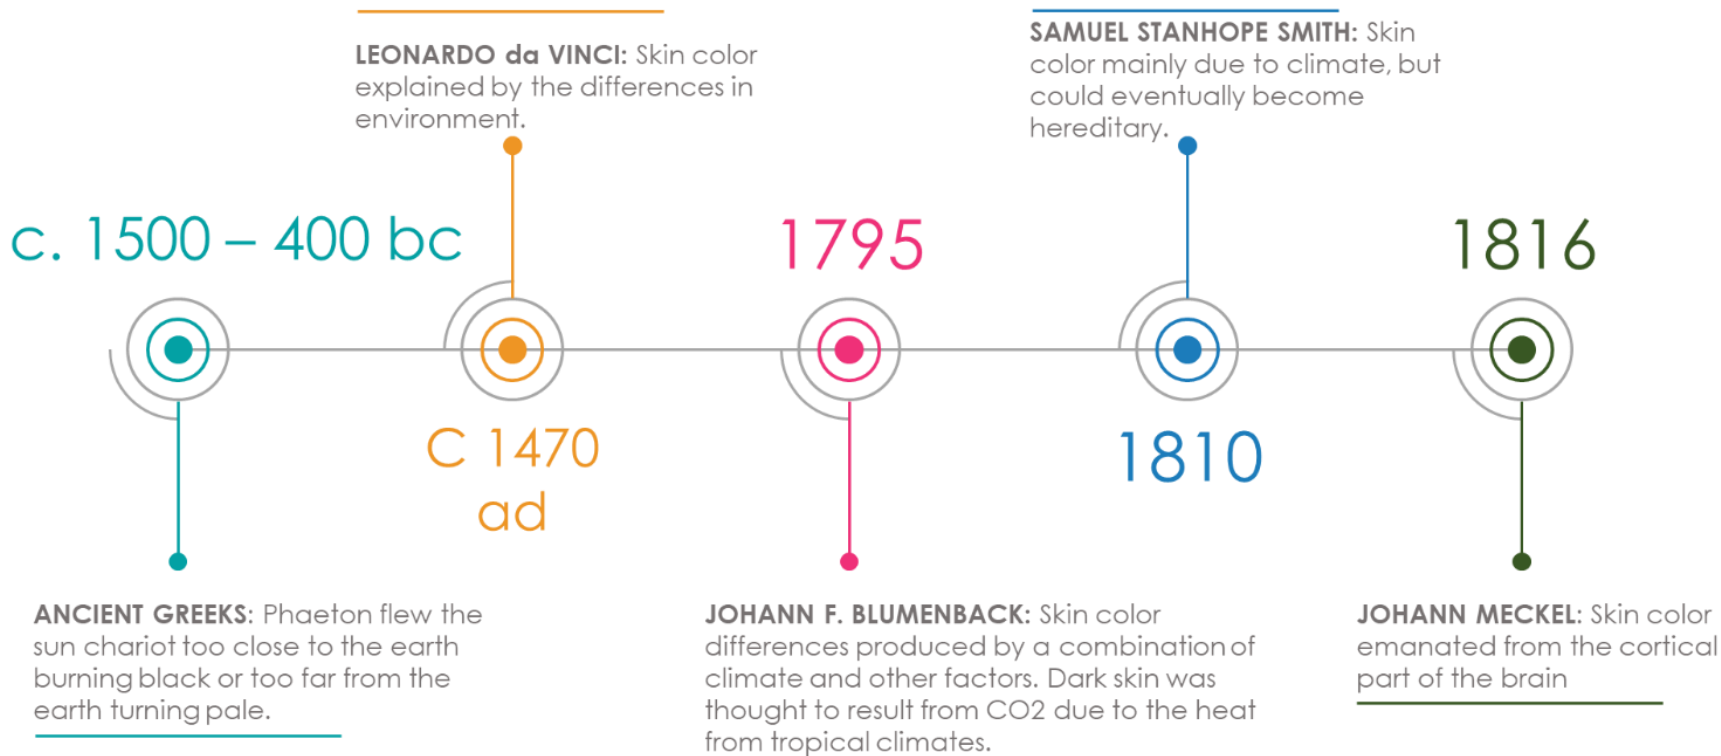 LEONARDO da VINCI: Skin color
explained by the differences in
environment.
SAMUEL STANHOPE SMITH: Skin
color mainly due to climate, but
could eventually become
hereditary.
c. 1500 – 400 bc
1795
1816
C 1470
ad
1810
ANCIENT GREEKS: Phaeton flew the
sun chariot too close to the earth
burning black or too far from the
earth turning pale.
JOHANN F. BLUMENBACK: Skin color
differences produced by a combination of
climate and other factors. Dark skin was
thought to result from CO2 due to the heat
from tropical climates.
JOHANN MECKEL: Skin color
emanated from the cortical
part of the brain